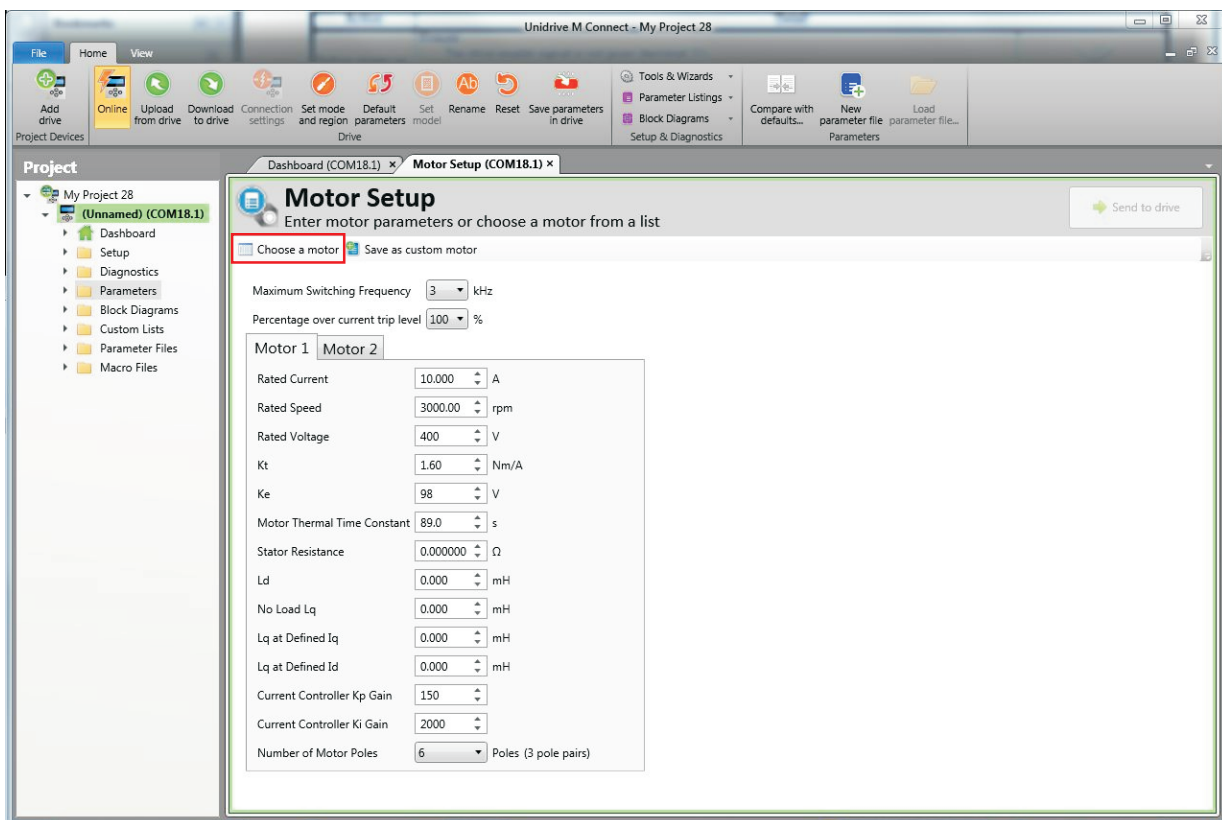 Unidrive M Connect - My Project 28
File Home View
Add drive
Online
Upload from drive
Download to drive
Connection settings
Set mode and region
Default parameters
Set model
Rename
Reset
Save parameters in drive
Tools & Wizards
Parameter Listings
Block Diagrams
Compare with defaults...
New parameter file
Load parameter file...
Project Devices
Drive
Setup & Diagnostics
Parameters
Project
My Project 28
(Unnamed) (COM18.1)
Dashboard
Setup
Diagnostics
Parameters
Block Diagrams
Custom Lists
Parameter Files
Macro Files
Dashboard (COM18.1) × Motor Setup (COM18.1) ×
Motor Setup
Enter motor parameters or choose a motor from a list
Send to drive
Choose a motor Save as custom motor
Maximum Switching Frequency 3 kHz
Percentage over current trip level 100 %
Motor 1 Motor 2
Rated Current 10.000 A
Rated Speed 3000.00 rpm
Rated Voltage 400 V
Kt 1.60 Nm/A
Ke 98 V
Motor Thermal Time Constant 89.0 s
Stator Resistance 0.000000 Ω
Ld 0.000 mH
No Load Lq 0.000 mH
Lq at Defined Iq 0.000 mH
Lq at Defined Id 0.000 mH
Current Controller Kp Gain 150
Current Controller Ki Gain 2000
Number of Motor Poles 6 Poles (3 pole pairs)